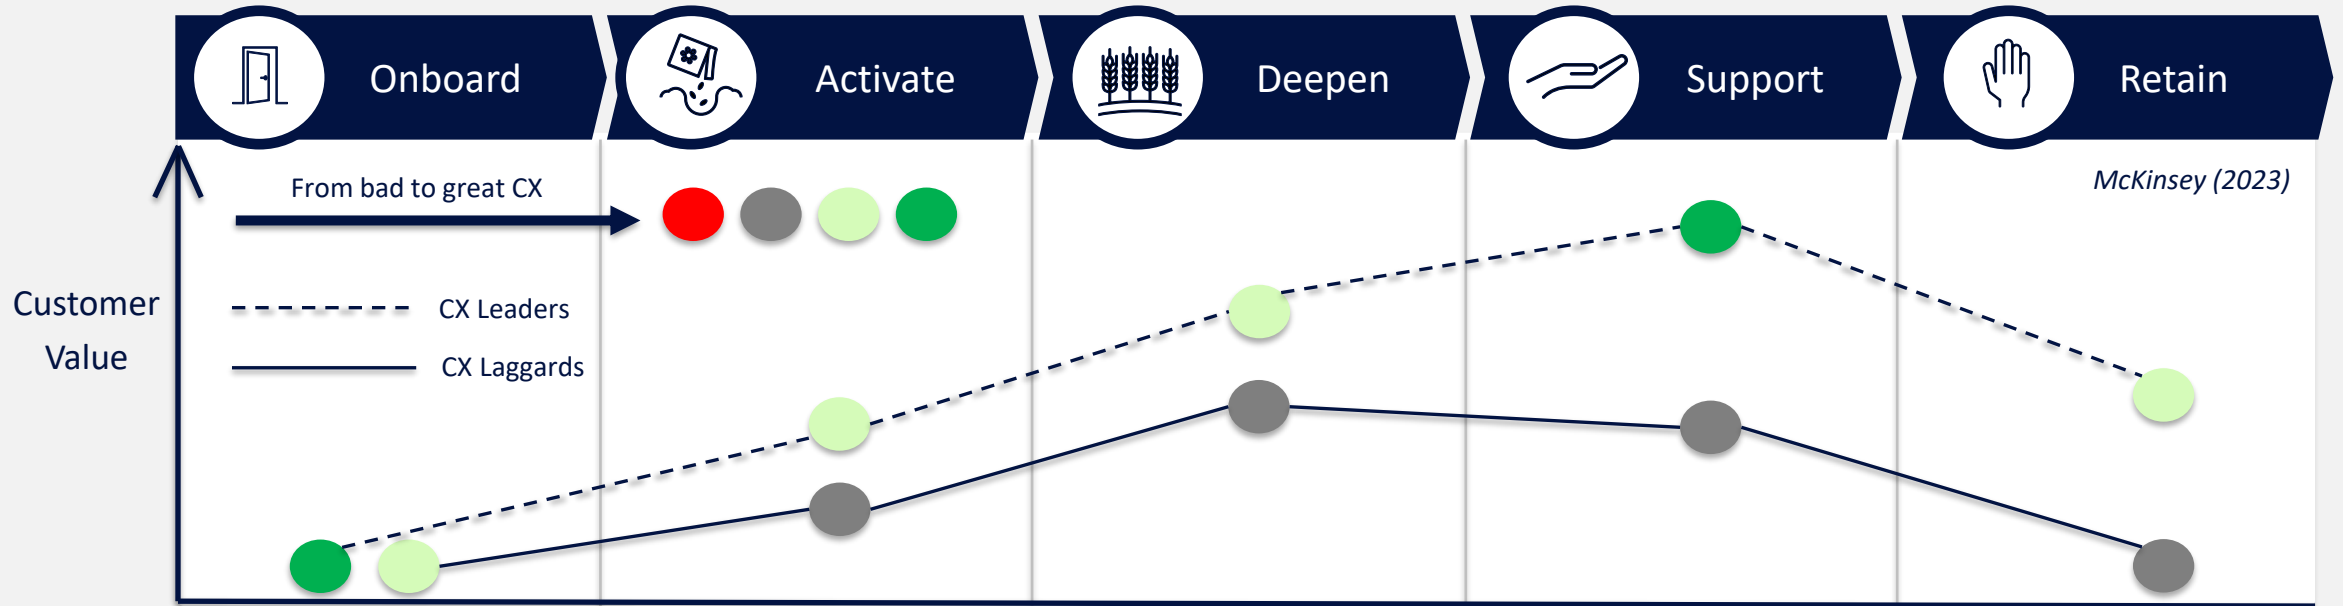 Onboard
Activate
Deepen
Support
Retain
From bad to great CX
McKinsey (2023)
Customer
Value
CX Leaders
CX Laggards